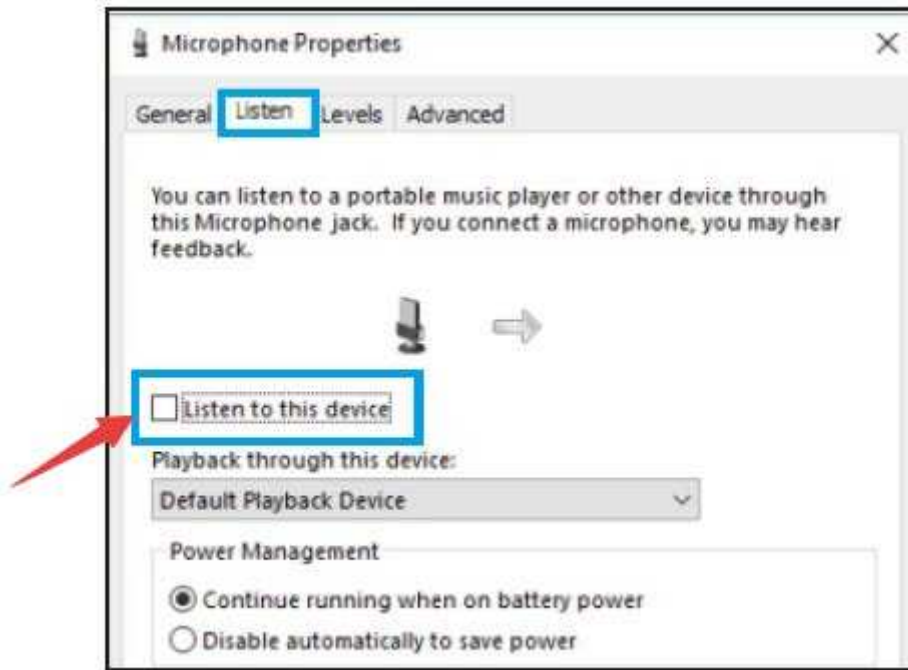 Microphone Properties
General Listen Levels Advanced
You can listen to a portable music player or other device through
this Microphone jack. If you connect a microphone, you may hear
feedback.
Listen to this device
Playback through this device:
Default Playback Device
Power Management
Continue running when on battery power
Disable automatically to save power